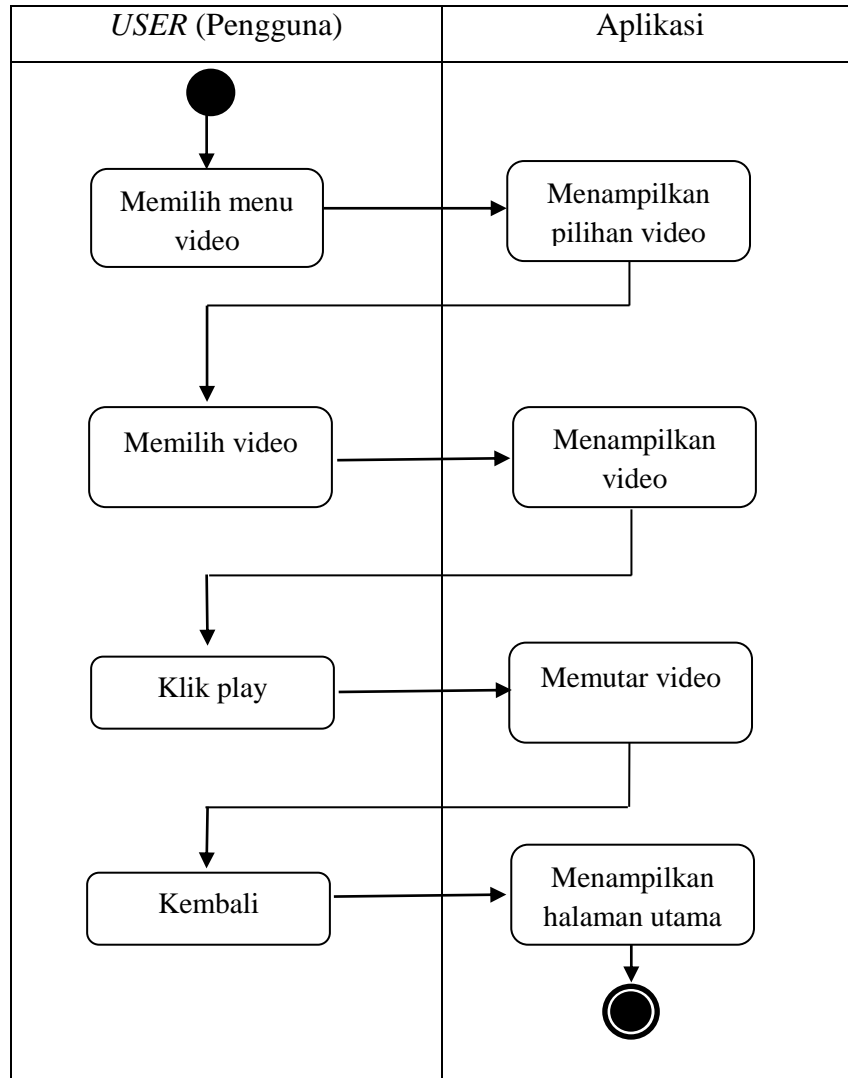 USER (Pengguna)
Aplikasi
Memilih menu
video
Menampilkan
pilihan video
Memilih video
Menampilkan
video
Klik play
Memutar video
Kembali
Menampilkan
halaman utama